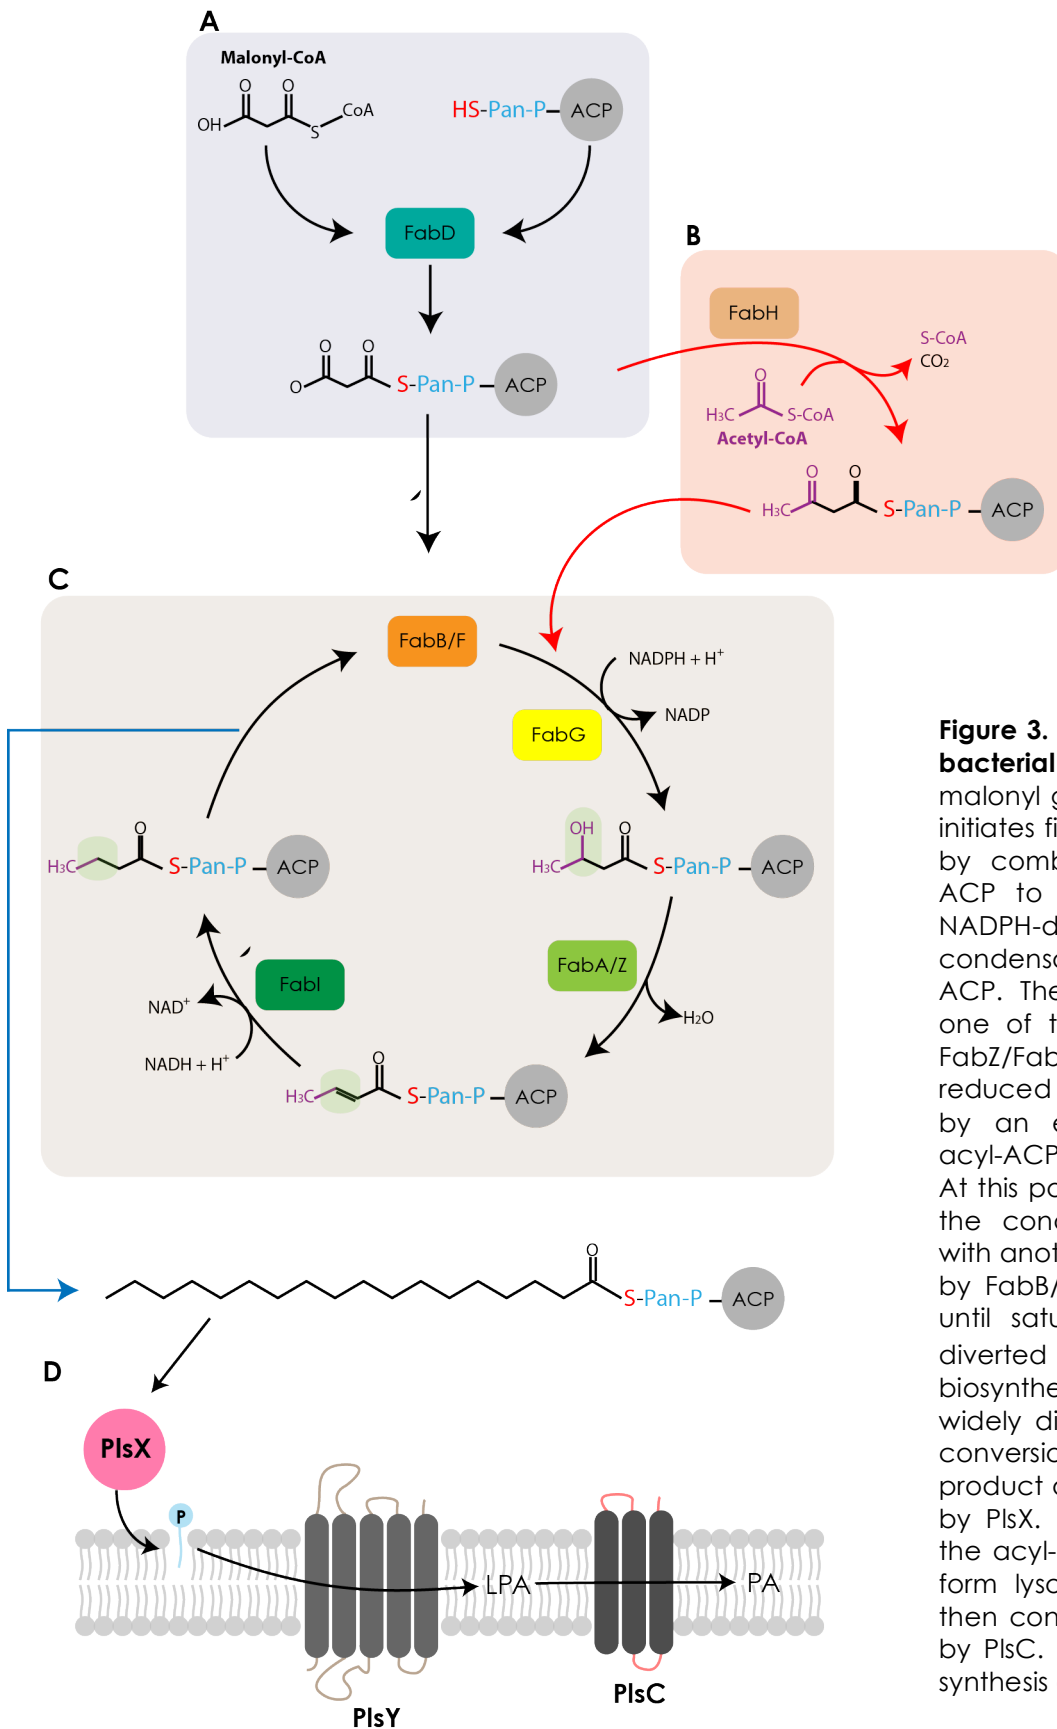 A
Malonyl-CoA
O
O
OH
S
CoA
HS-Pan-P
ACP
FabD
O
O
O
S-Pan-P
ACP
B
FabH
S-CoA
CO2
O
H3C
S-CoA
Acetyl-CoA
O
O
H3C
S-Pan-P
ACP
C
FabB/F
NADPH + H+
NADP
FabG
O
H3C
S-Pan-P
ACP
OH
O
H3C
S-Pan-P
ACP
FabA/Z
H2O
FabI
NAD+
NADH + H+
O
H3C
S-Pan-P
ACP
O
S-Pan-P
ACP
D
PlsX
P
LPA
PA
PlsY
PlsC
Figure 3.
bacterial
malonyl
initiates
by
ACP to
condens
ACP. The
one of
reduced
by an
acyl-ACP
At this
the
with
by FabB/
until
diverted
widely
product
by PlsX.
the acyl-
form
then
by PlsC.
synthesis